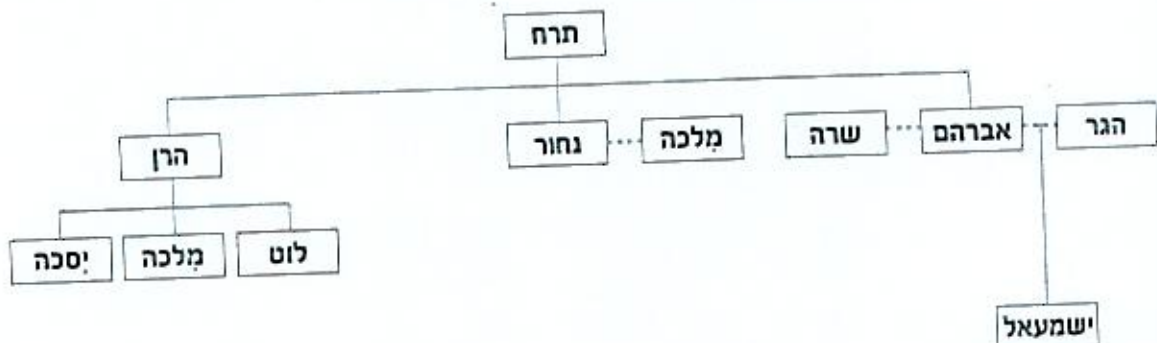 תרח
הגר
אברהם
שרה
מִלכה
נחור
הרן
לוט
מִלכה
יִסכה
ישמעאל